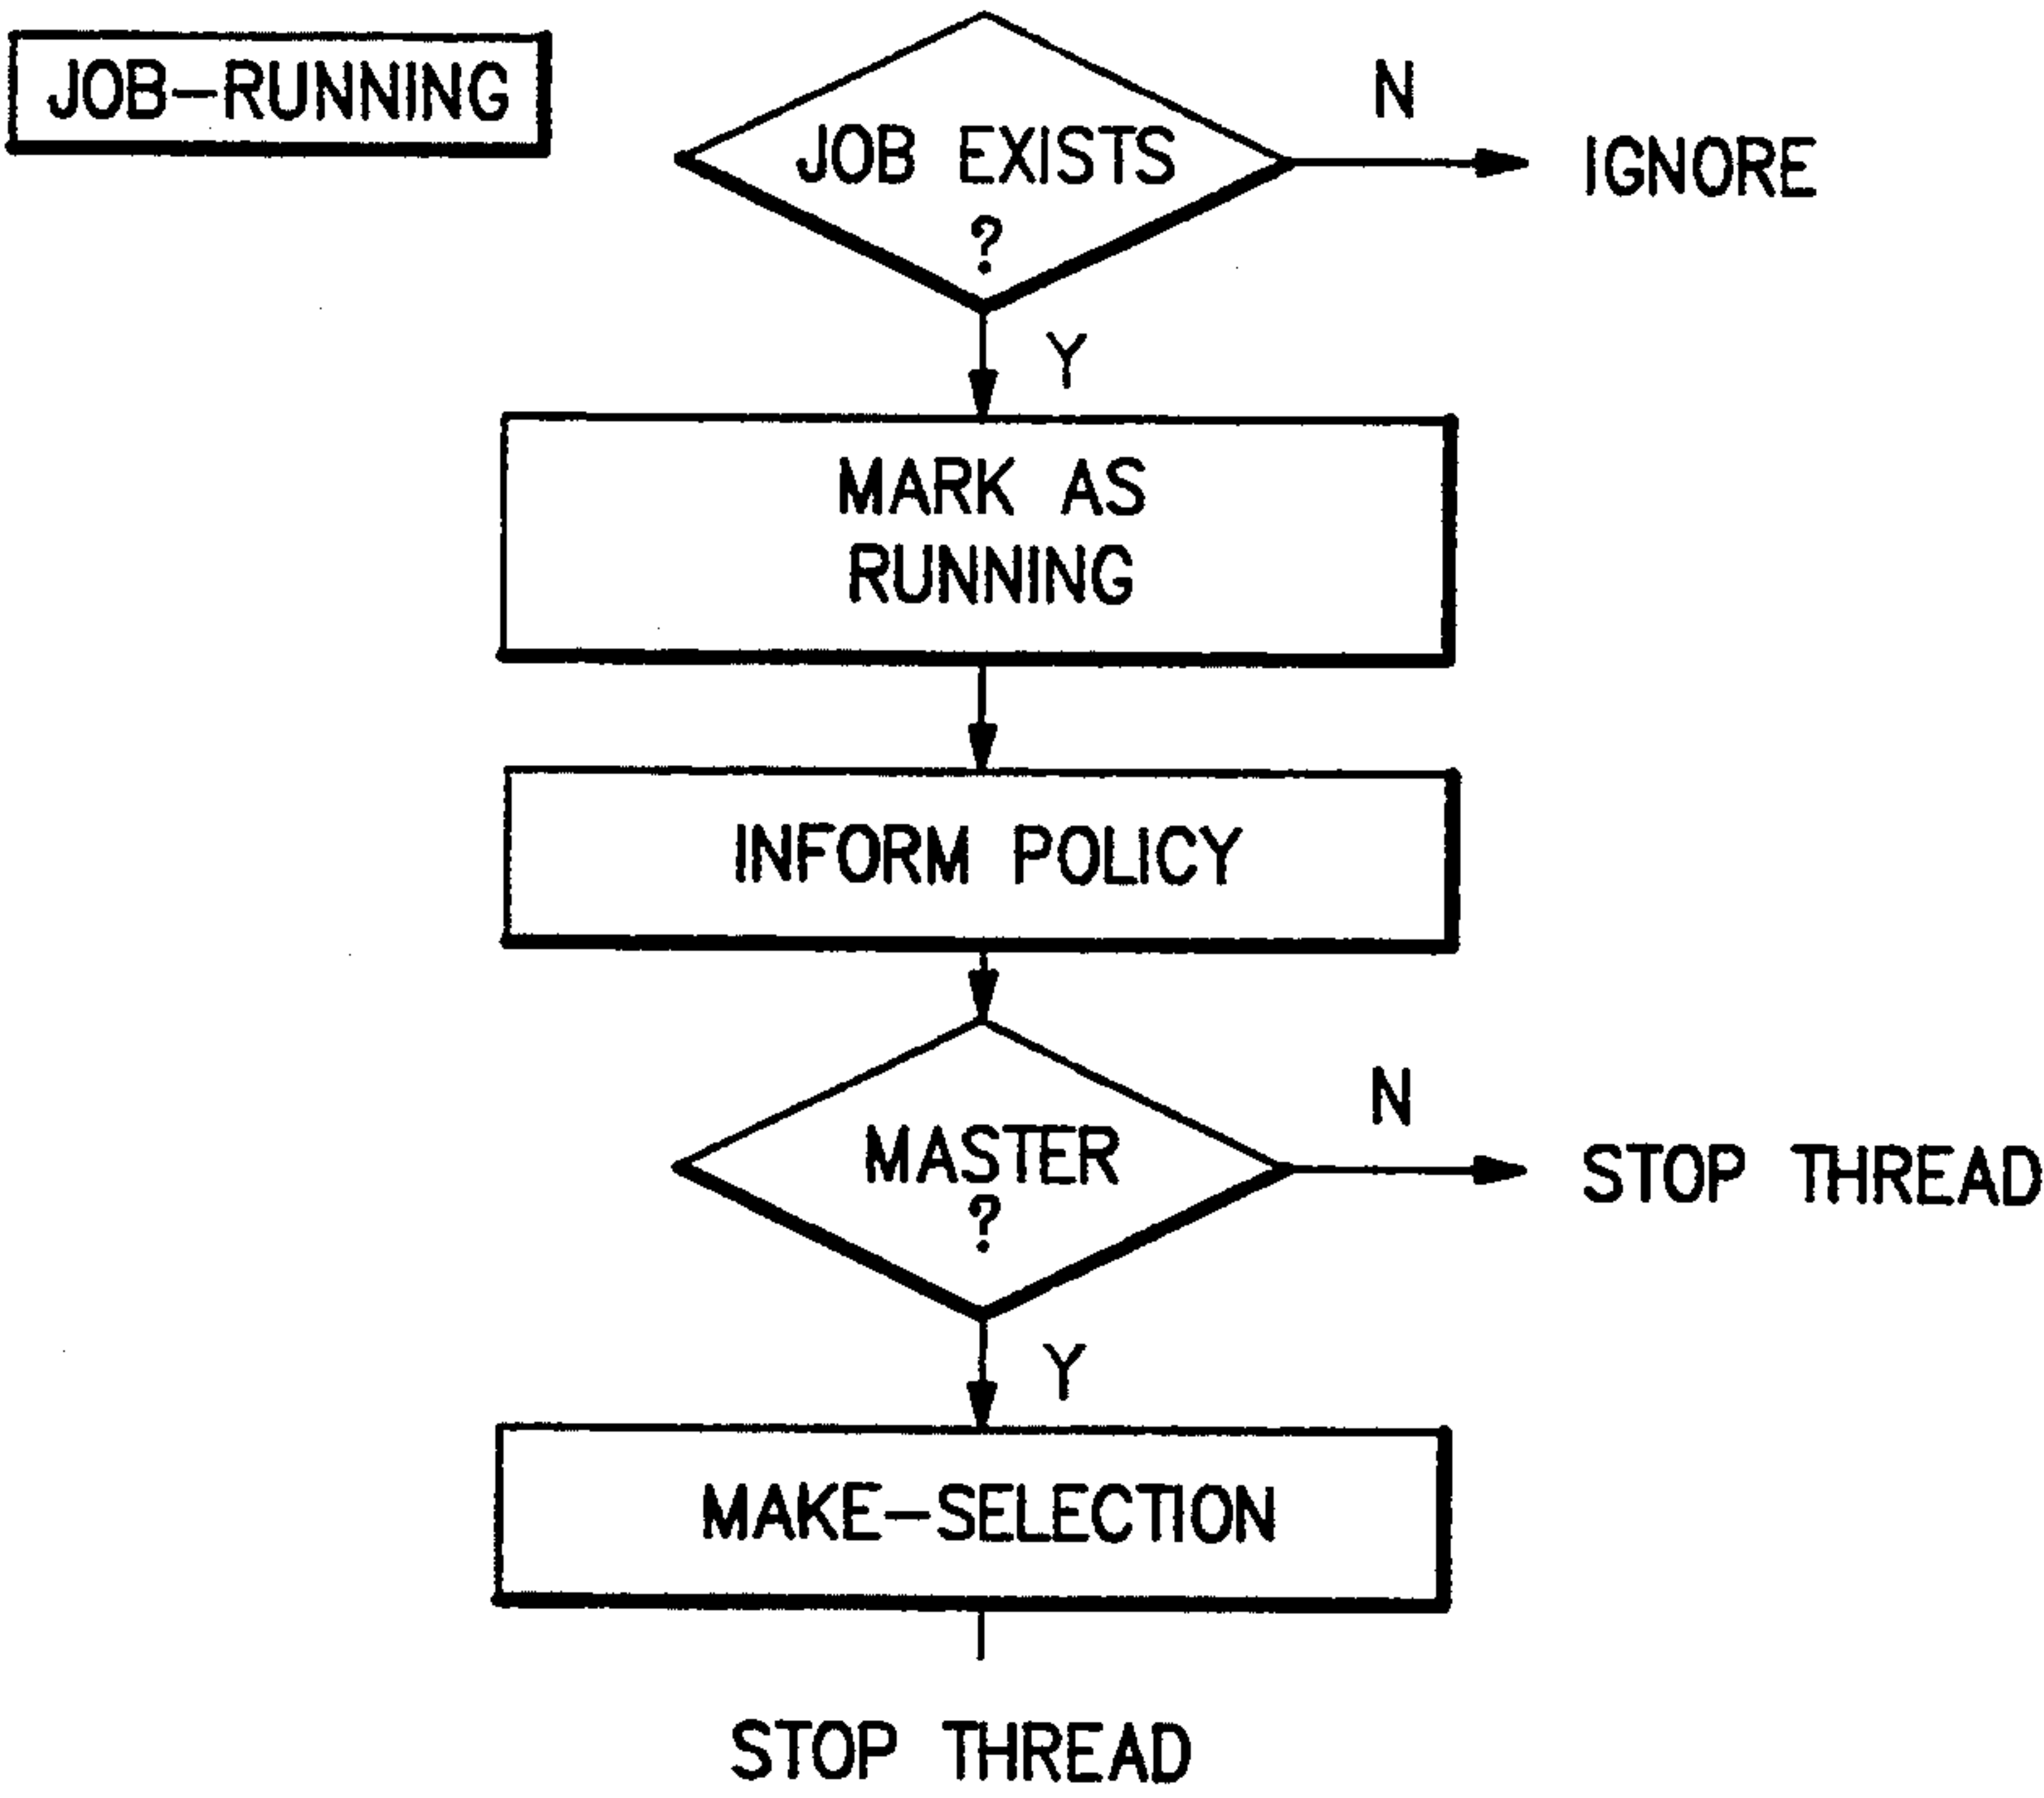 JOB-RUNNING
JOB EXISTS
?
N
IGNORE
Y
MARK AS
RUNNING
INFORM POLICY
MASTER
?
N
STOP THREAD
Y
MAKE-SELECTION
STOP THREAD